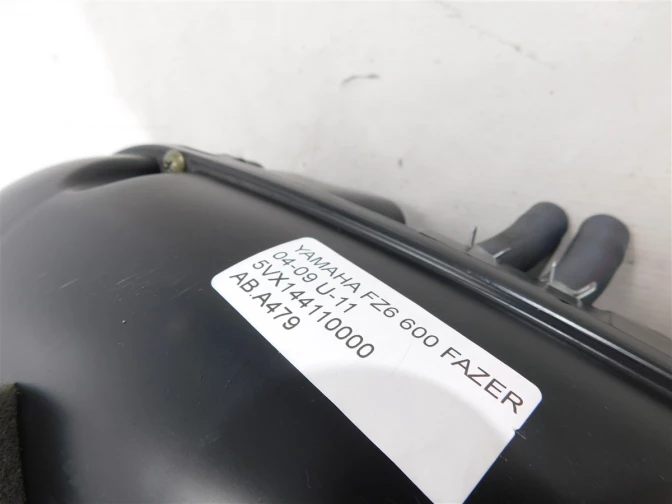 YAMAHA FZ6 600 FAZER
04-09 U-11
5VX144110000
AB.A479